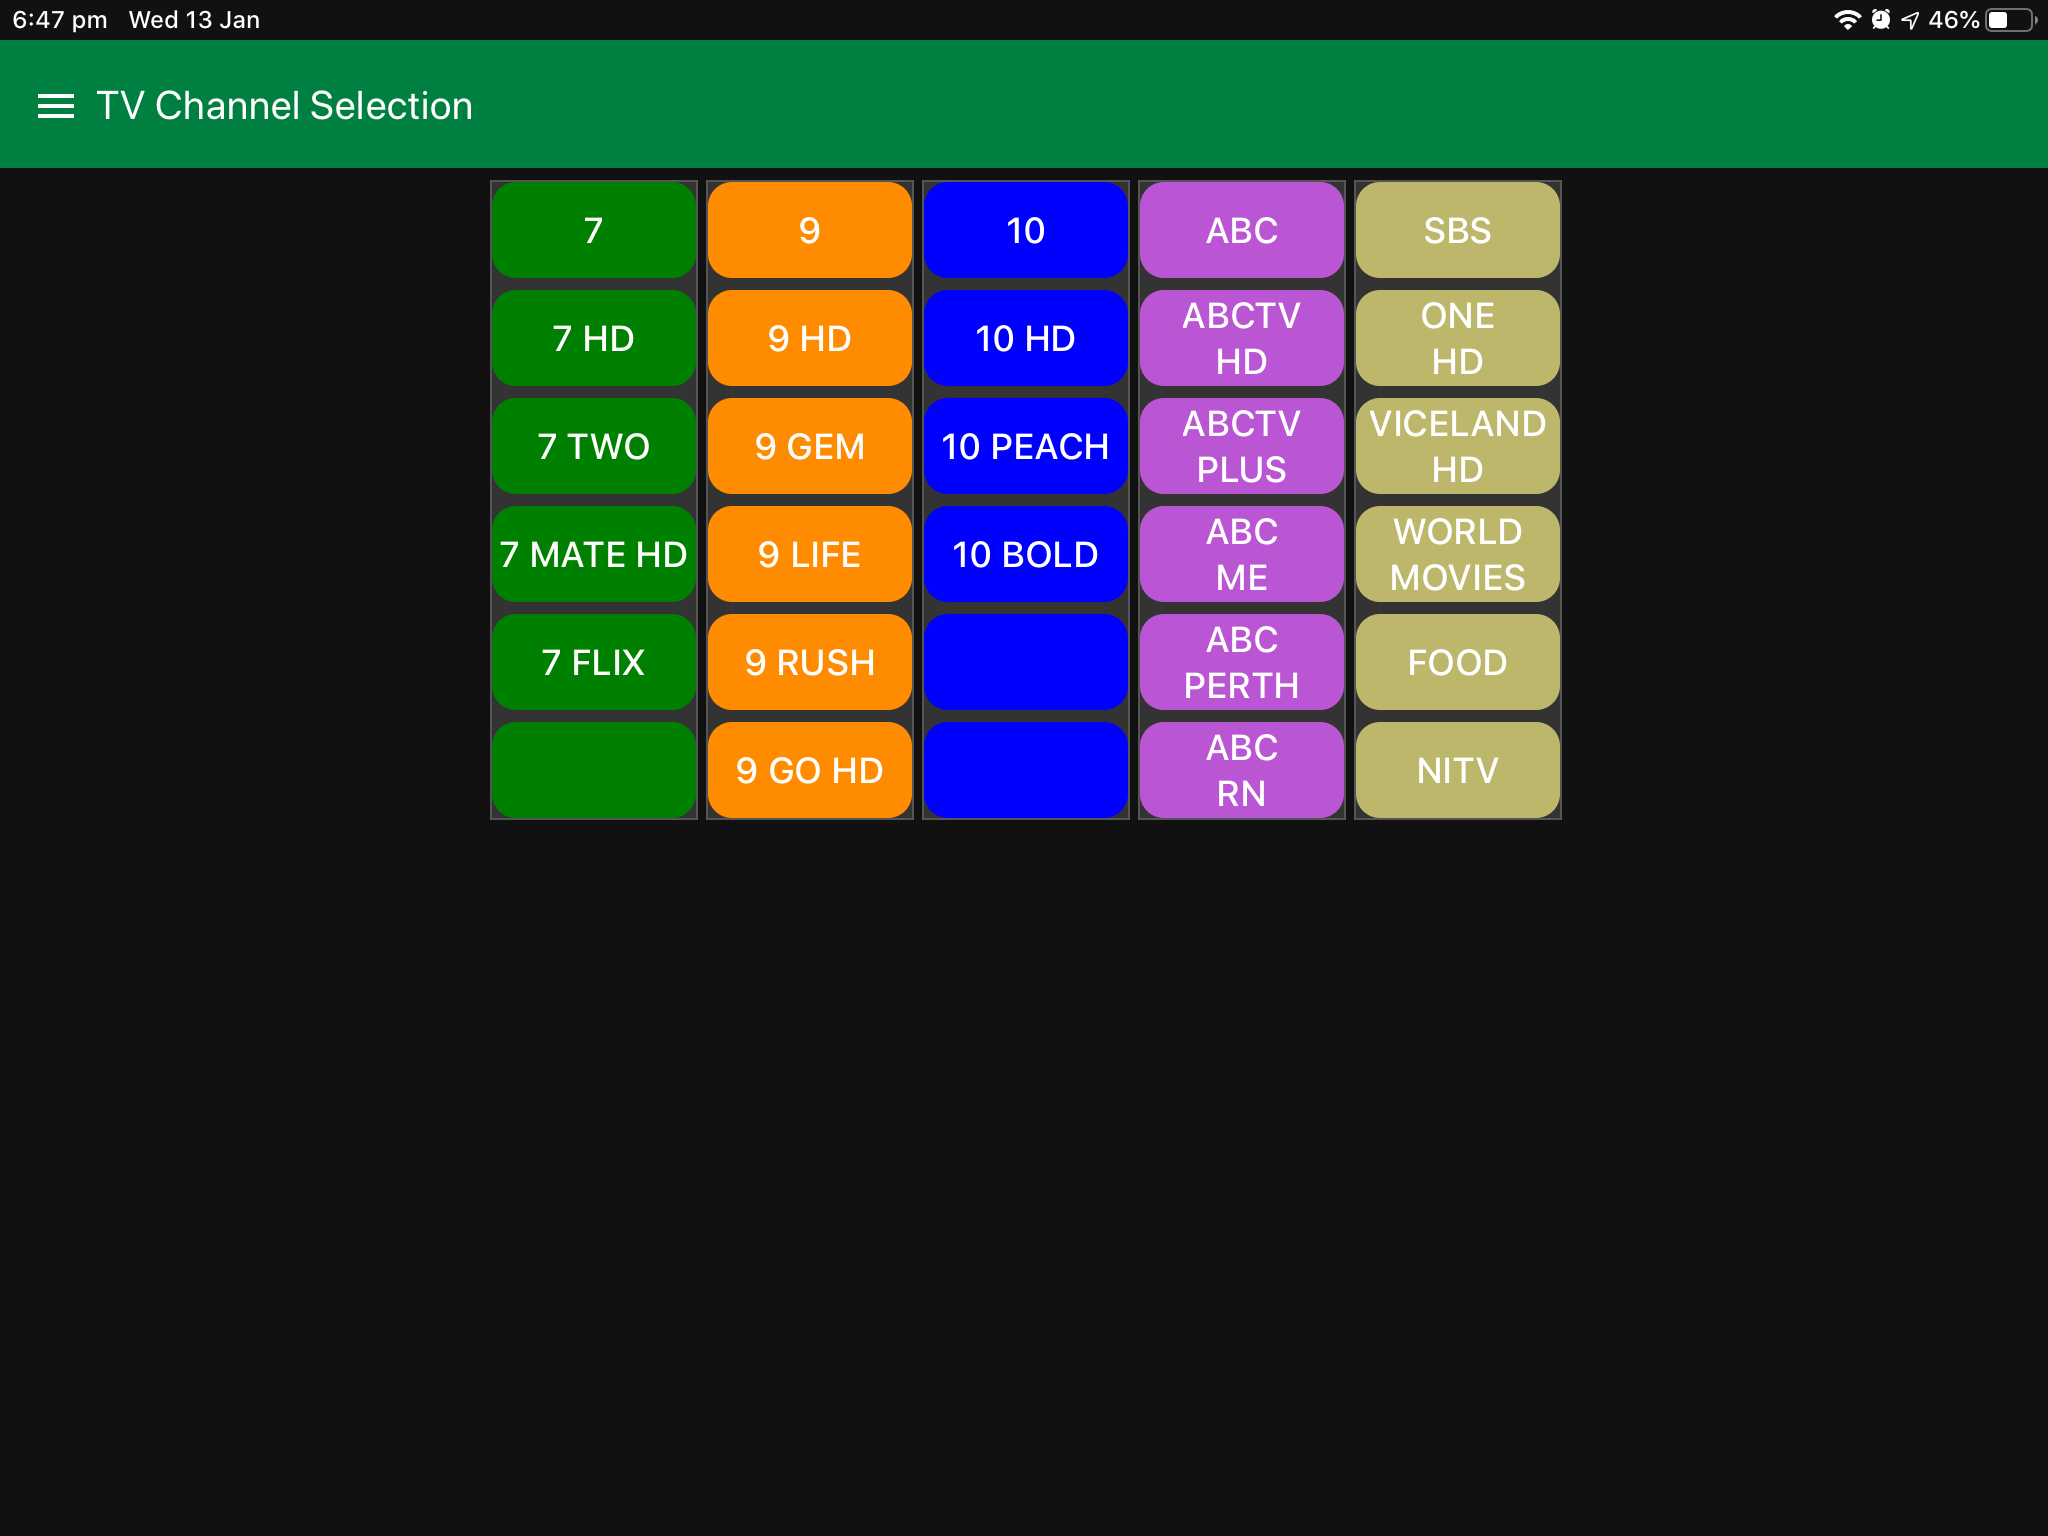 6:47 pm Wed 13 Jan
46%
TV Channel Selection
7
9
10
ABC
SBS
7 HD
9 HD
10 HD
ABCTV
HD
ONE
HD
7 TWO
9 GEM
10 PEACH
ABCTV
PLUS
VICELAND
HD
7 MATE HD
9 LIFE
10 BOLD
ABC
ME
WORLD
MOVIES
7 FLIX
9 RUSH
ABC
PERTH
FOOD
9 GO HD
ABC
RN
NITV